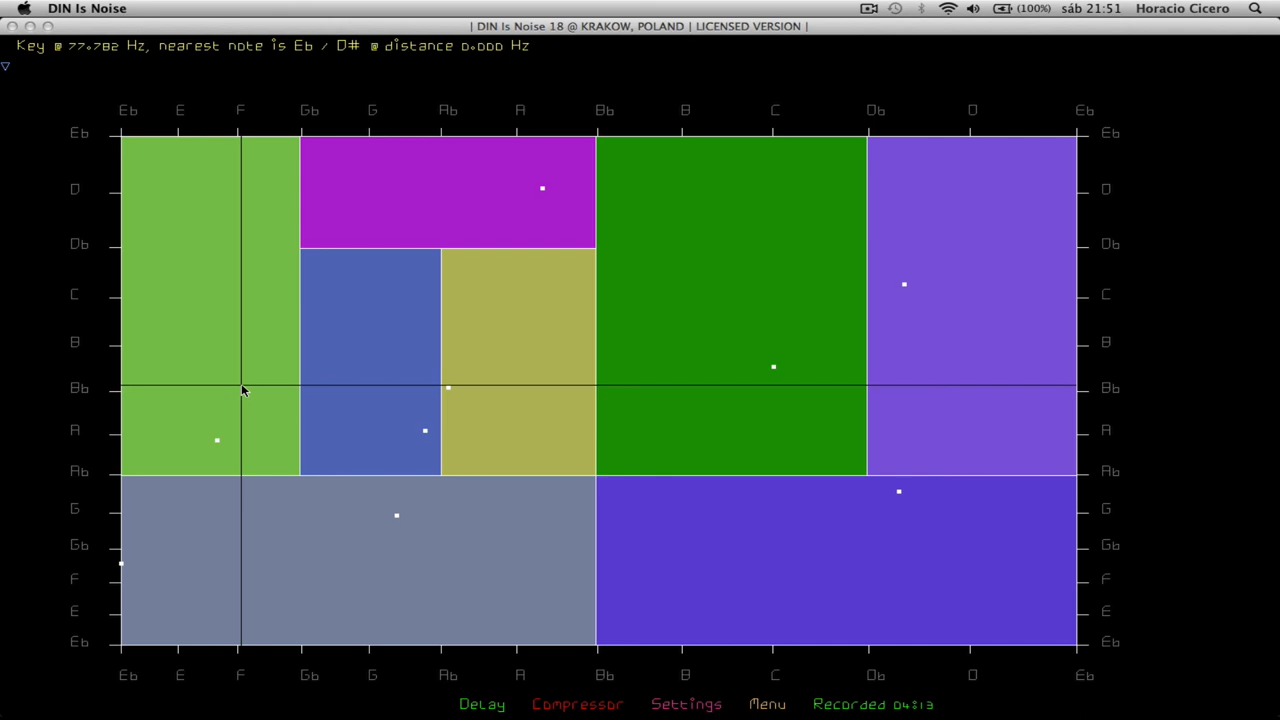 DIN Is Noise (100%) sáb 21:51 Horacio Cicero
| DIN Is Noise 18 @ KRAKOW, POLAND | LICENSED VERSION |
Key @ 77.782 Hz, nearest note is Eb / D# @ distance 0.000 Hz
Eb E F Gb G Ab A Bb B C Db D Eb
Eb Eb
D D
Db Db
C C
B B
Bb Bb
A A
Ab Ab
G G
Gb Gb
F F
E E
Eb Eb
Eb E F Gb G Ab A Bb B C Db D Eb
Delay Compressor Settings Menu Recorded 04:13